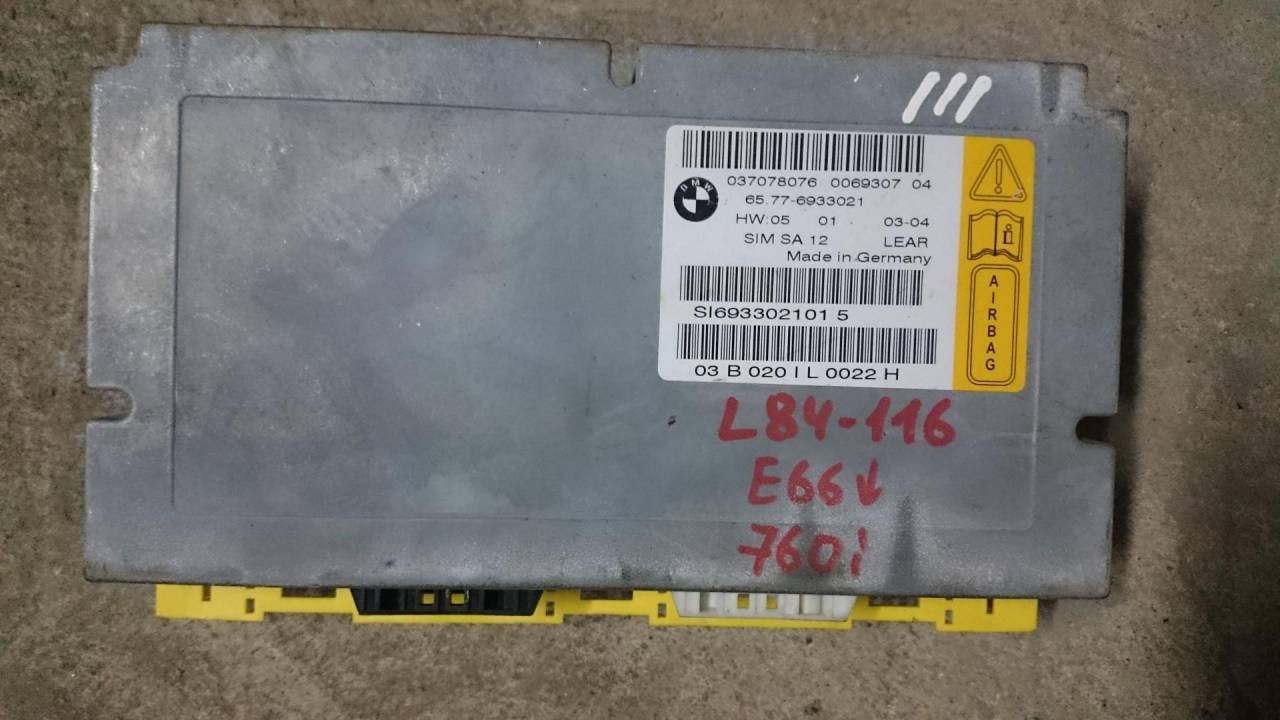 BMW
037078076 0069307 04
65.77-6933021
HW:05 01 03-04
SIM SA 12 LEAR
Made in Germany
SI693302101 5
03 B 020 I L 0022 H
AIRBAG
L84-116
E66↓
760i